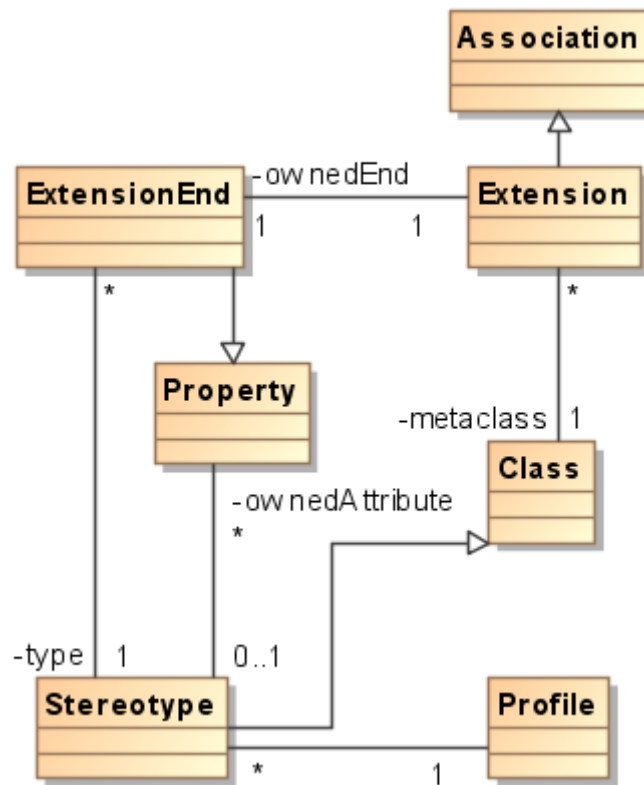 Association
ExtensionEnd
-ownedEnd
Extension
1
1
*
*
Property
-metaclass
1
Class
-ownedAttribute
*
-type
1
0..1
Stereotype
Profile
*
1